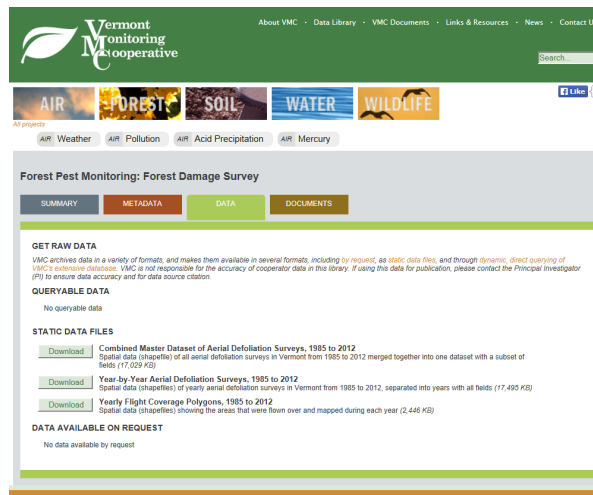 Vermont
Monitoring
Cooperative
About VMC · Data Library · VMC Documents · Links & Resources · News · Contact U
Search...
AIR FOREST SOIL WATER WILDLIFE
Like
All projects
AIR Weather AIR Pollution AIR Acid Precipitation AIR Mercury
Forest Pest Monitoring: Forest Damage Survey
SUMMARY METADATA DATA DOCUMENTS
GET RAW DATA
VMC archives data in a variety of formats, and makes them available in several formats, including by request, as static data files, and through dynamic, direct querying of
VMC's extensive database. VMC is not responsible for the accuracy of cooperator data in this library. If using this data for publication, please contact the Principal Investigator
(PI) to ensure data accuracy and for data source citation.
QUERYABLE DATA
No queryable data
STATIC DATA FILES
Download Combined Master Dataset of Aerial Defoliation Surveys, 1985 to 2012
Spatial data (shapefile) of all aerial defoliation surveys in Vermont from 1985 to 2012 merged together into one dataset with a subset of
fields (17,029 KB)
Download Year-by-Year Aerial Defoliation Surveys, 1985 to 2012
Spatial data (shapefiles) of yearly aerial defoliation surveys in Vermont from 1985 to 2012, separated into years with all fields (17,495 KB)
Download Yearly Flight Coverage Polygons, 1985 to 2012
Spatial data (shapefiles) showing the areas that were flown over and mapped during each year (2,446 KB)
DATA AVAILABLE ON REQUEST
No data available by request